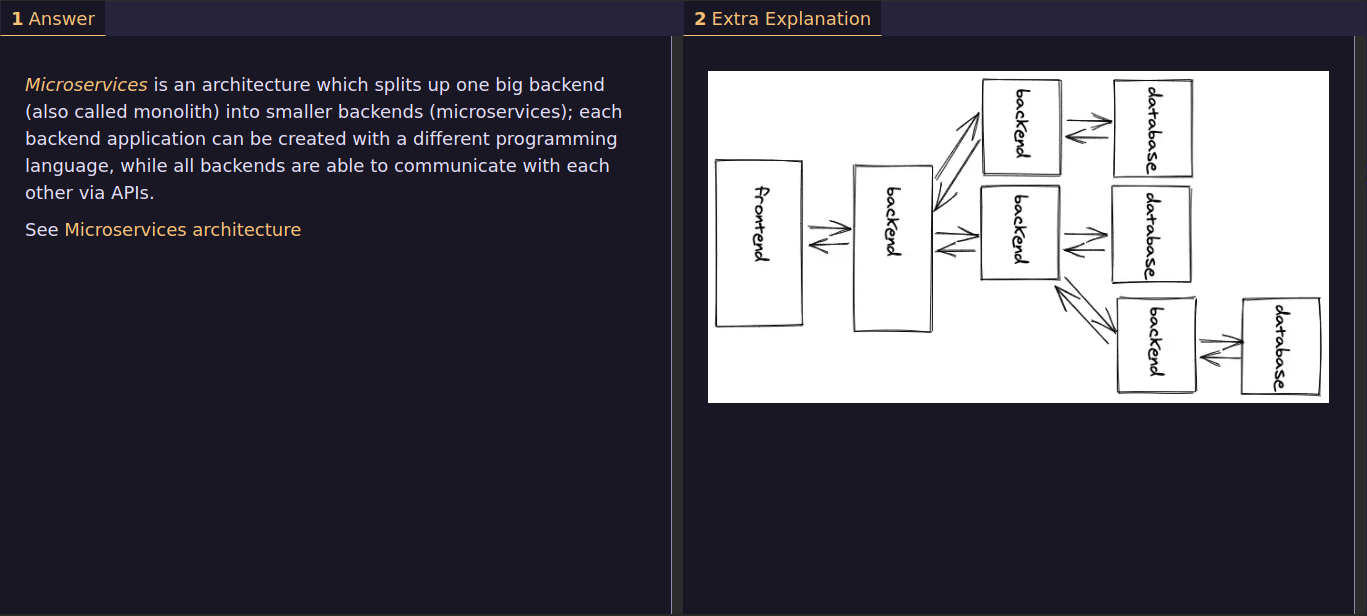 1 Answer
Microservices is an architecture which splits up one big backend
(also called monolith) into smaller backends (microservices); each
backend application can be created with a different programming
language, while all backends are able to communicate with each
other via APIs.
See Microservices architecture
2 Extra Explanation
frontend
backend
backend
database
backend
database
backend
database